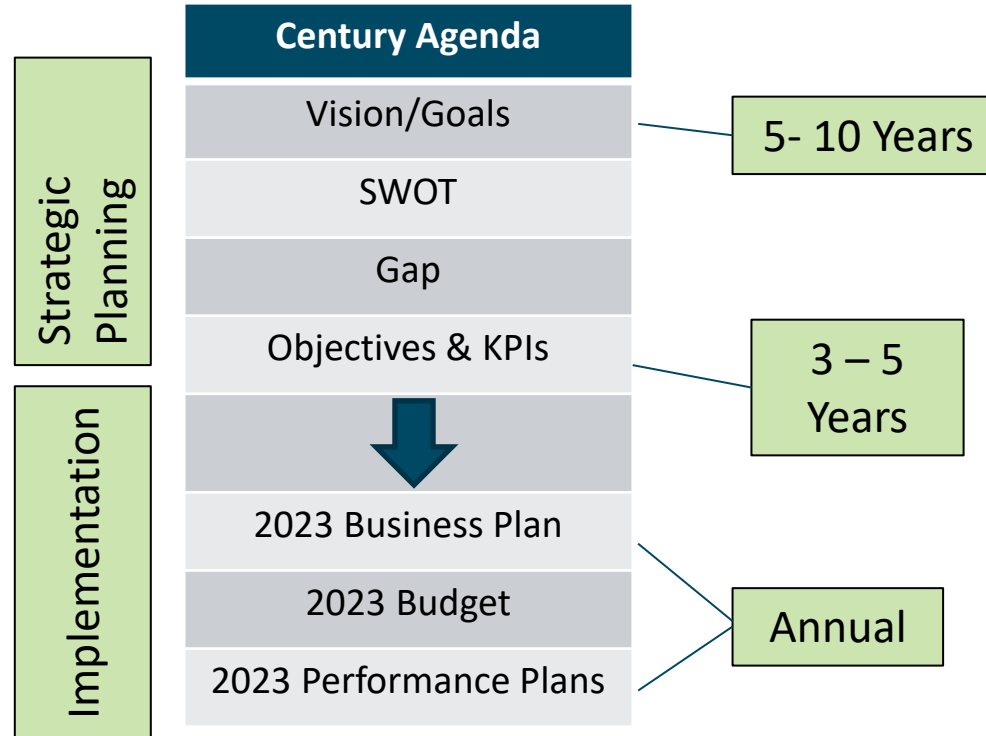 Century Agenda
Strategic
Planning
Vision/Goals
5- 10 Years
SWOT
Gap
Objectives & KPIs
3 – 5
Years
Implementation
2023 Business Plan
2023 Budget
Annual
2023 Performance Plans